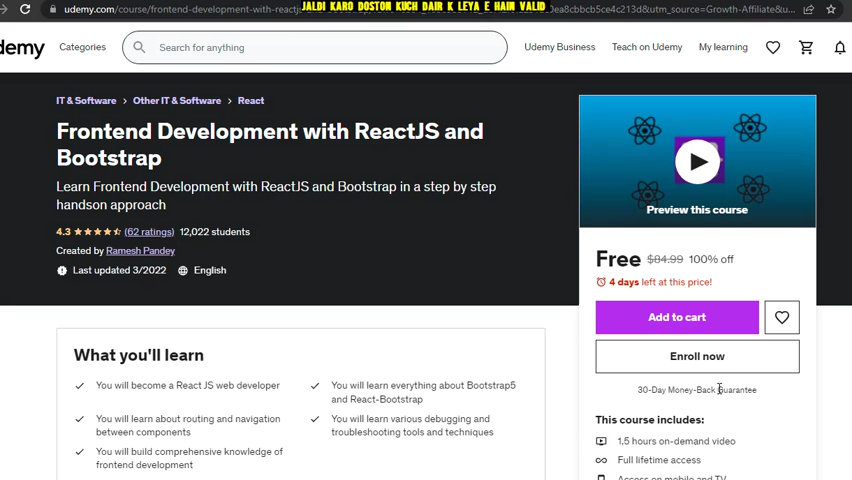 JALDI KARO DOSTON KUCH DAIR K LEYA E HAIN VALID
udemy.com/course/frontend-development-with-reactjs
demy
Categories
Search for anything
Udemy Business
Teach on Udemy
My learning
IT & Software > Other IT & Software > React
Frontend Development with ReactJS and
Bootstrap
Learn Frontend Development with ReactJS and Bootstrap in a step by step
handson approach
4.3 (62 ratings) 12,022 students
Created by Ramesh Pandey
Last updated 3/2022 English
Preview this course
Free $84.99 100% off
4 days left at this price!
Add to cart
Enroll now
30-Day Money-Back Guarantee
This course includes:
1.5 hours on-demand video
Full lifetime access
Access on mobile and TV
What you'll learn
You will become a React JS web developer
You will learn about routing and navigation
between components
You will build comprehensive knowledge of
frontend development
You will learn everything about Bootstrap5
and React-Bootstrap
You will learn various debugging and
troubleshooting tools and techniques